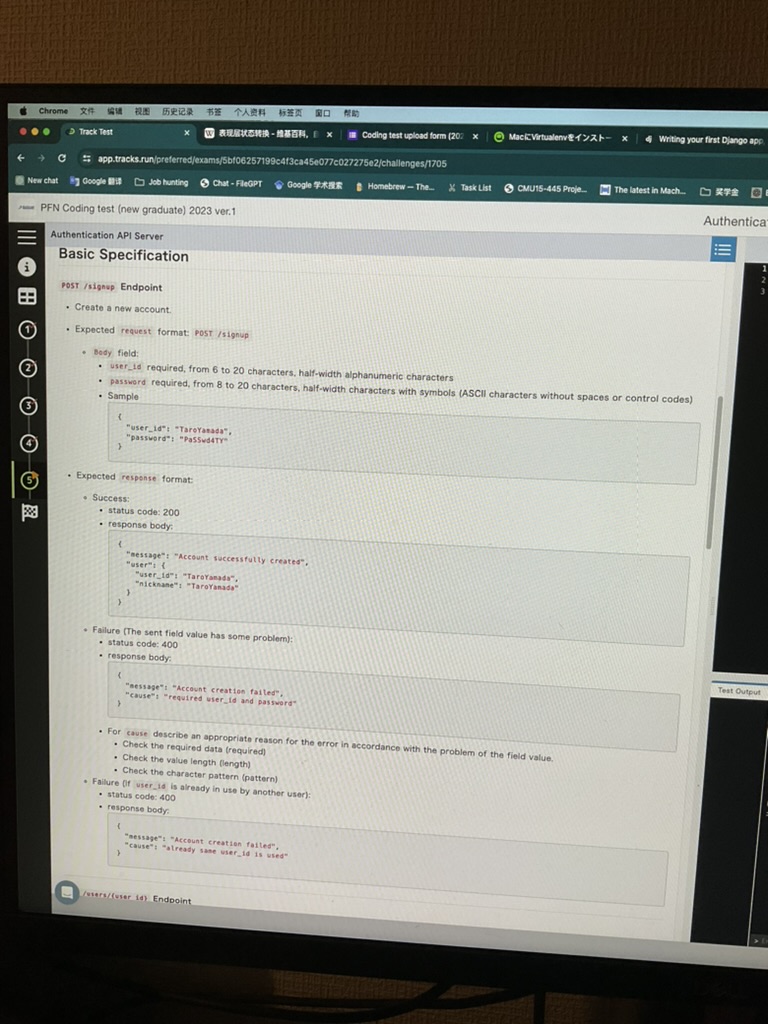 Chrome 文件 编辑 视图 历史记录 书签 个人资料 标签页 窗口 帮助
Track Test
表现层状态转换 - 维基百科,
Coding test upload form (202
MacにVirtualenvをインストー
Writing your first Django app,
app.tracks.run/preferred/exams/5bf06257199c4f3ca45e077c027275e2/challenges/1705
New chat Google 翻译 Job hunting Chat - FileGPT Google 学术搜索 Homebrew — The... Task List CMU15-445 Proje... The latest in Mach... 奖学金
PFN Coding test (new graduate) 2023 ver.1
Authentica
Authentication API Server
1
2
3
Basic Specification
POST /signup Endpoint
• Create a new account.
• Expected request format: POST /signup
Body field:
• user_id required, from 6 to 20 characters, half-width alphanumeric characters
• password required, from 8 to 20 characters, half-width characters with symbols (ASCII characters without spaces or control codes)
• Sample
{
"user_id": "TaroYamada",
"password": "PaSSwd4TY"
}
• Expected response format:
Success:
• status code: 200
• response body:
{
"message": "Account successfully created",
"user": {
"user_id": "TaroYamada",
"nickname": "TaroYamada"
}
}
Failure (The sent field value has some problem):
• status code: 400
• response body:
{
"message": "Account creation failed",
"cause": "required user_id and password"
}
• For cause describe an appropriate reason for the error in accordance with the problem of the field value.
• Check the required data (required)
• Check the value length (length)
• Check the character pattern (pattern)
Failure (If user_id is already in use by another user):
• status code: 400
• response body:
{
"message": "Account creation failed",
"cause": "already same user_id is used"
}
/users/{user_id} Endpoint
1
2
3
4
5
Test Output